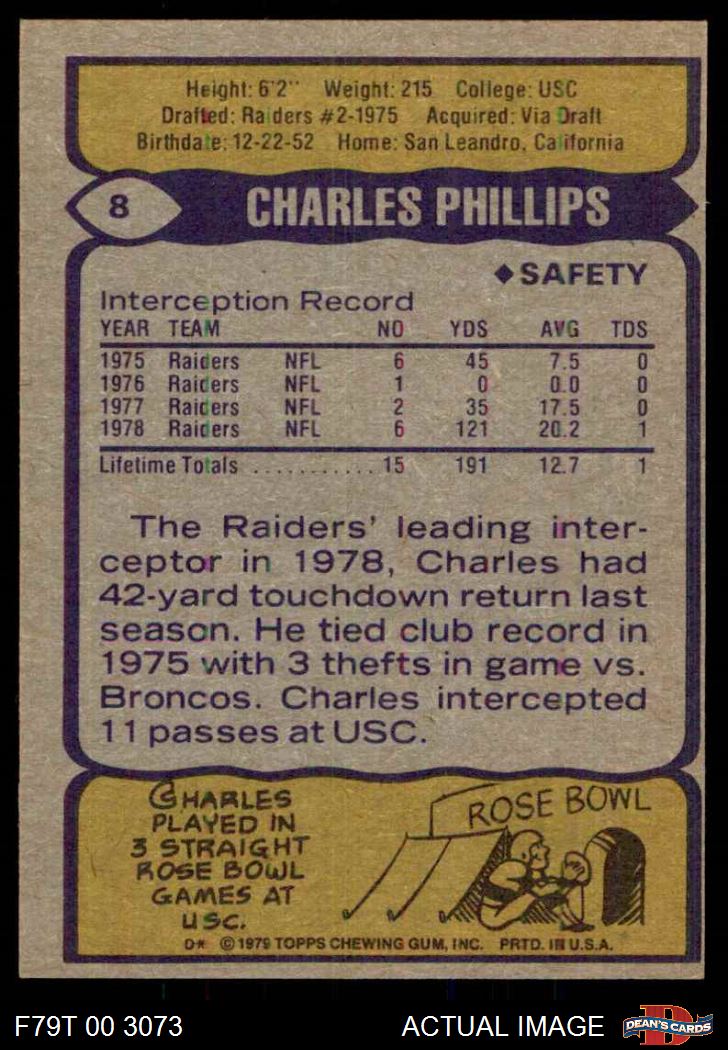 Height: 6'2" Weight: 215 College: USC
Drafted: Raiders #2-1975 Acquired: Via Draft
Birthdate: 12-22-52 Home: San Leandro, California
8 CHARLES PHILLIPS
◆ SAFETY
Interception Record
YEAR TEAM NO YDS AVG TDS
1975 Raiders NFL 6 45 7.5 0
1976 Raiders NFL 1 0 0.0 0
1977 Raiders NFL 2 35 17.5 0
1978 Raiders NFL 6 121 20.2 1
Lifetime Totals ........... 15 191 12.7 1
The Raiders' leading inter-
ceptor in 1978, Charles had
42-yard touchdown return last
season. He tied club record in
1975 with 3 thefts in game vs.
Broncos. Charles intercepted
11 passes at USC.
CHARLES
PLAYED IN
3 STRAIGHT
ROSE BOWL
GAMES AT
USC.
ROSE BOWL
D* © 1979 TOPPS CHEWING GUM, INC. PRTD. IN U.S.A.
F79T 00 3073 ACTUAL IMAGE D DEAN'S CARDS